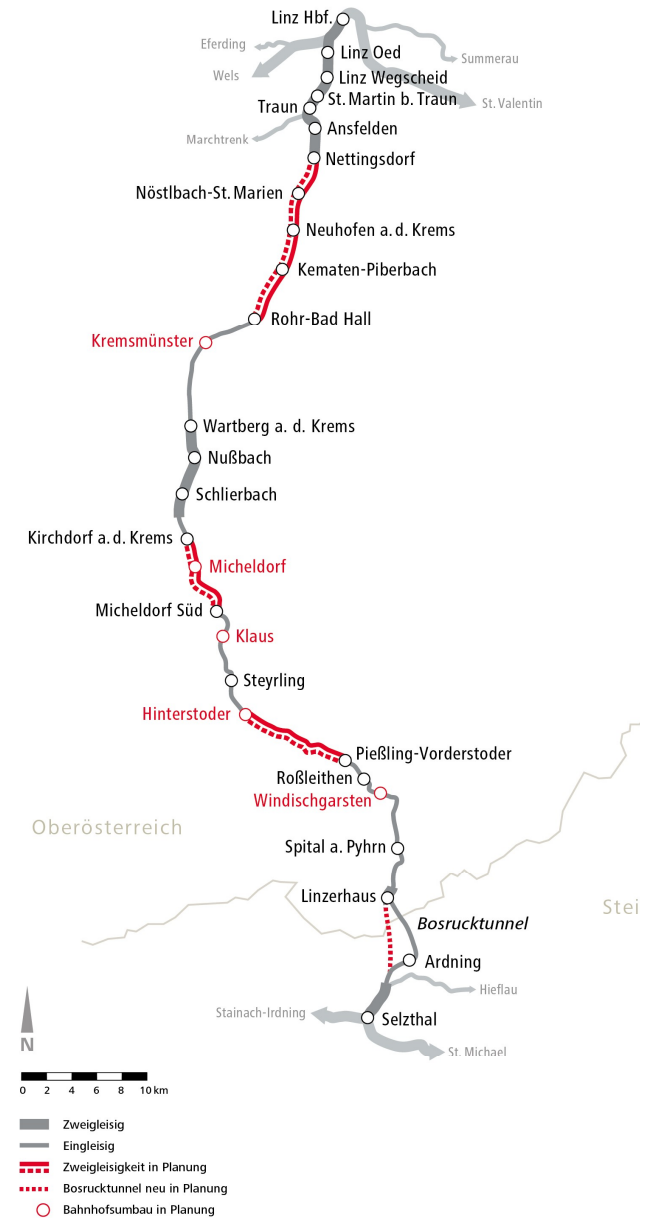 Linz Hbf.
Eferding
Linz Oed
Summerau
Wels
Linz Wegscheid
St. Martin b. Traun
St. Valentin
Traun
Ansfelden
Marchtrenk
Nettingsdorf
Nöstlbach-St. Marien
Neuhofen a. d. Krems
Kematen-Piberbach
Rohr-Bad Hall
Kremsmünster
Wartberg a. d. Krems
Nußbach
Schlierbach
Kirchdorf a. d. Krems
Micheldorf
Micheldorf Süd
Klaus
Steyrling
Hinterstoder
Pießling-Vorderstoder
Roßleithen
Windischgarsten
Oberösterreich
Spital a. Pyhrn
Linzerhaus
Stei
Bosrucktunnel
Ardning
Hieflau
Stainach-Irdning
Selzthal
N
St. Michael
0 2 4 6 8 10 km
Zweigleisig
Eingleisig
Zweigleisigkeit in Planung
Bosrucktunnel neu in Planung
Bahnhofsumbau in Planung